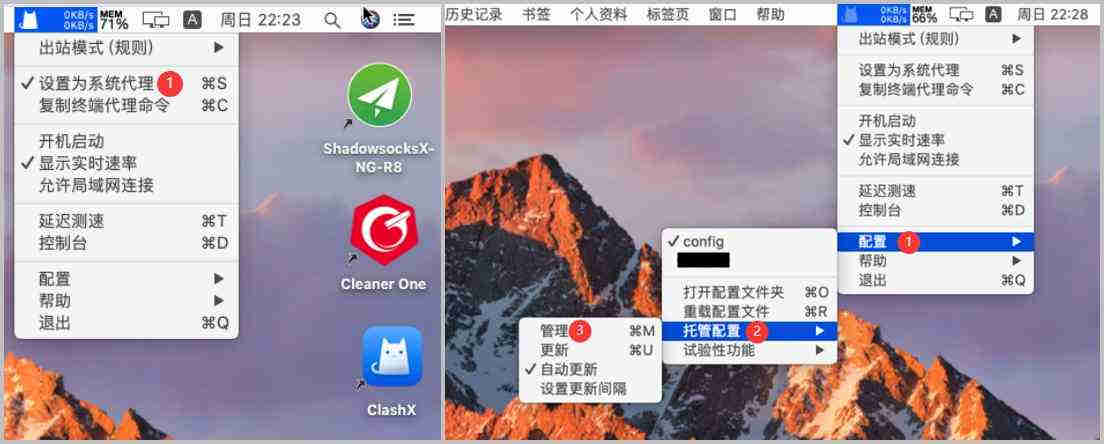 0KB/s
0KB/s
MEM
71%
A
周日 22:23
出站模式 (规则)
设置为系统代理 1 ⌘S
复制终端代理命令 ⌘C
开机启动
显示实时速率
允许局域网连接
延迟测速 ⌘T
控制台 ⌘D
配置
帮助
退出 ⌘Q
ShadowsocksX-
NG-R8
Cleaner One
ClashX
历史记录 书签 个人资料 标签页 窗口 帮助
0KB/s
0KB/s
MEM
66%
A
周日 22:28
出站模式 (规则)
设置为系统代理 ⌘S
复制终端代理命令 ⌘C
开机启动
显示实时速率
允许局域网连接
延迟测速 ⌘T
控制台 ⌘D
配置 1
帮助
退出 ⌘Q
config
打开配置文件夹 ⌘O
重载配置文件 ⌘R
托管配置 2
试验性功能
管理 3 ⌘M
更新 ⌘U
自动更新
设置更新间隔